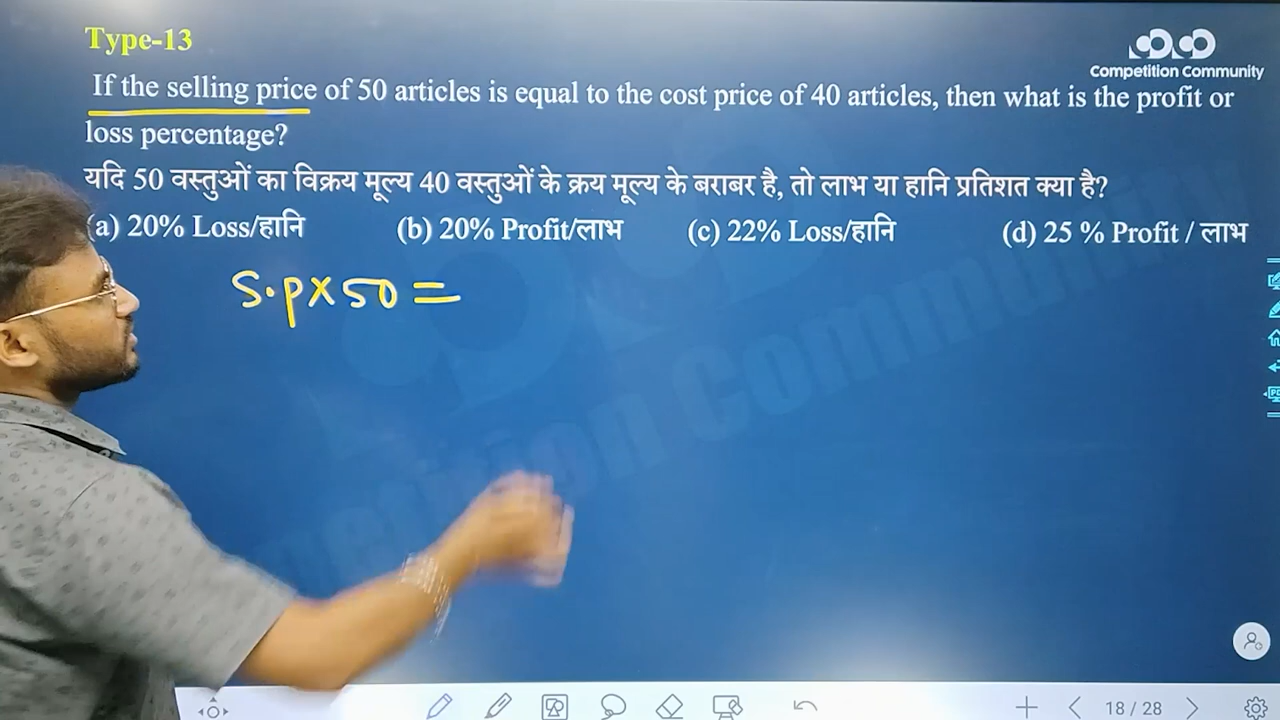 Type-13
Competition Community
If the selling price of 50 articles is equal to the cost price of 40 articles, then what is the profit or
loss percentage?
यदि 50 वस्तुओं का विक्रय मूल्य 40 वस्तुओं के क्रय मूल्य के बराबर है, तो लाभ या हानि प्रतिशत क्या है?
(a) 20% Loss/हानि (b) 20% Profit/लाभ (c) 22% Loss/हानि (d) 25 % Profit / लाभ
S.P×50=
18 / 28